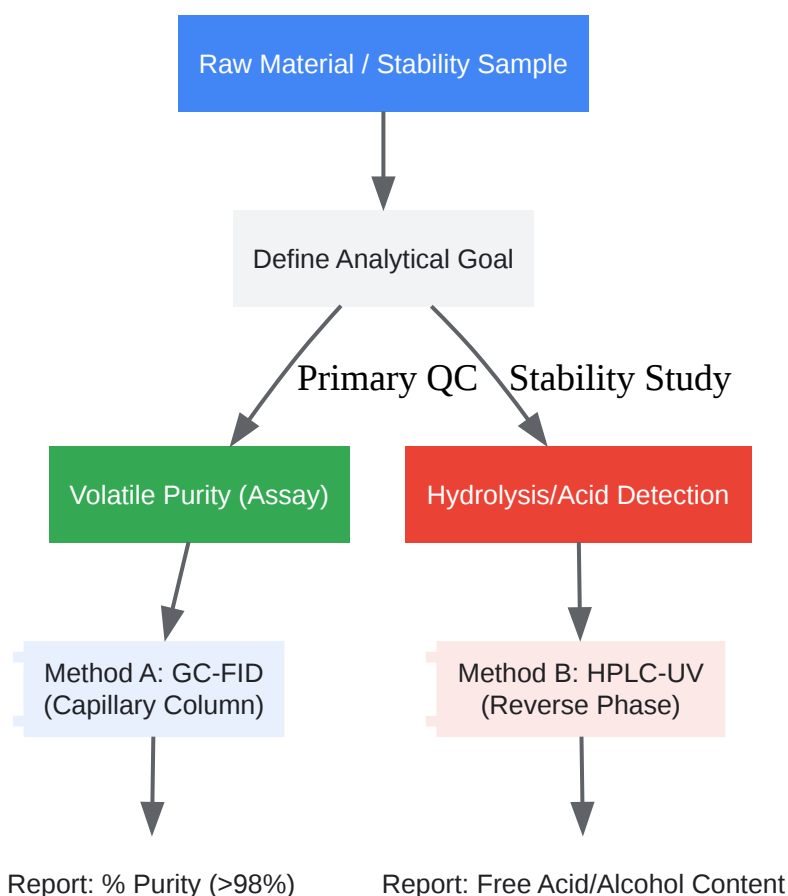 Raw Material / Stability Sample
Define Analytical Goal
Primary QC
Stability Study
Volatile Purity (Assay)
Hydrolysis/Acid Detection
Method A: GC-FID
(Capillary Column)
Method B: HPLC-UV
(Reverse Phase)
Report: % Purity (>98%)
Report: Free Acid/Alcohol Content